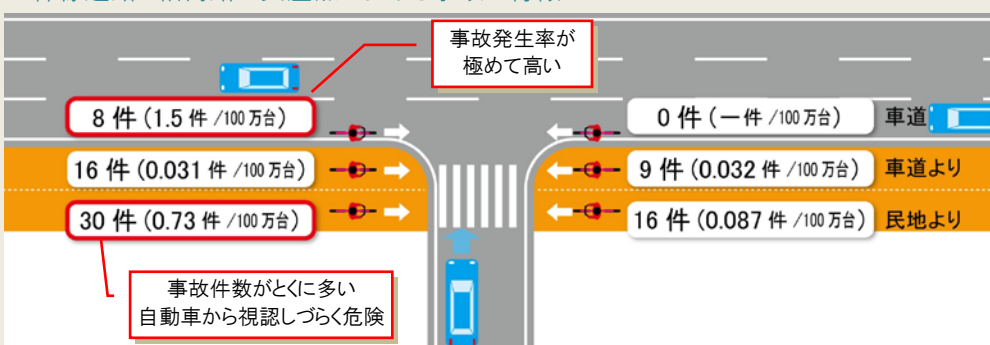 事故発生率が
極めて高い
8 件 (1.5 件 /100 万台)
0 件 (ー件 /100 万台)
車道
16 件 (0.031 件 /100 万台)
9 件 (0.032 件 /100 万台)
車道より
30 件 (0.73 件 /100 万台)
16 件 (0.087 件 /100 万台)
民地より
事故件数がとくに多い
自動車から視認しづらく危険